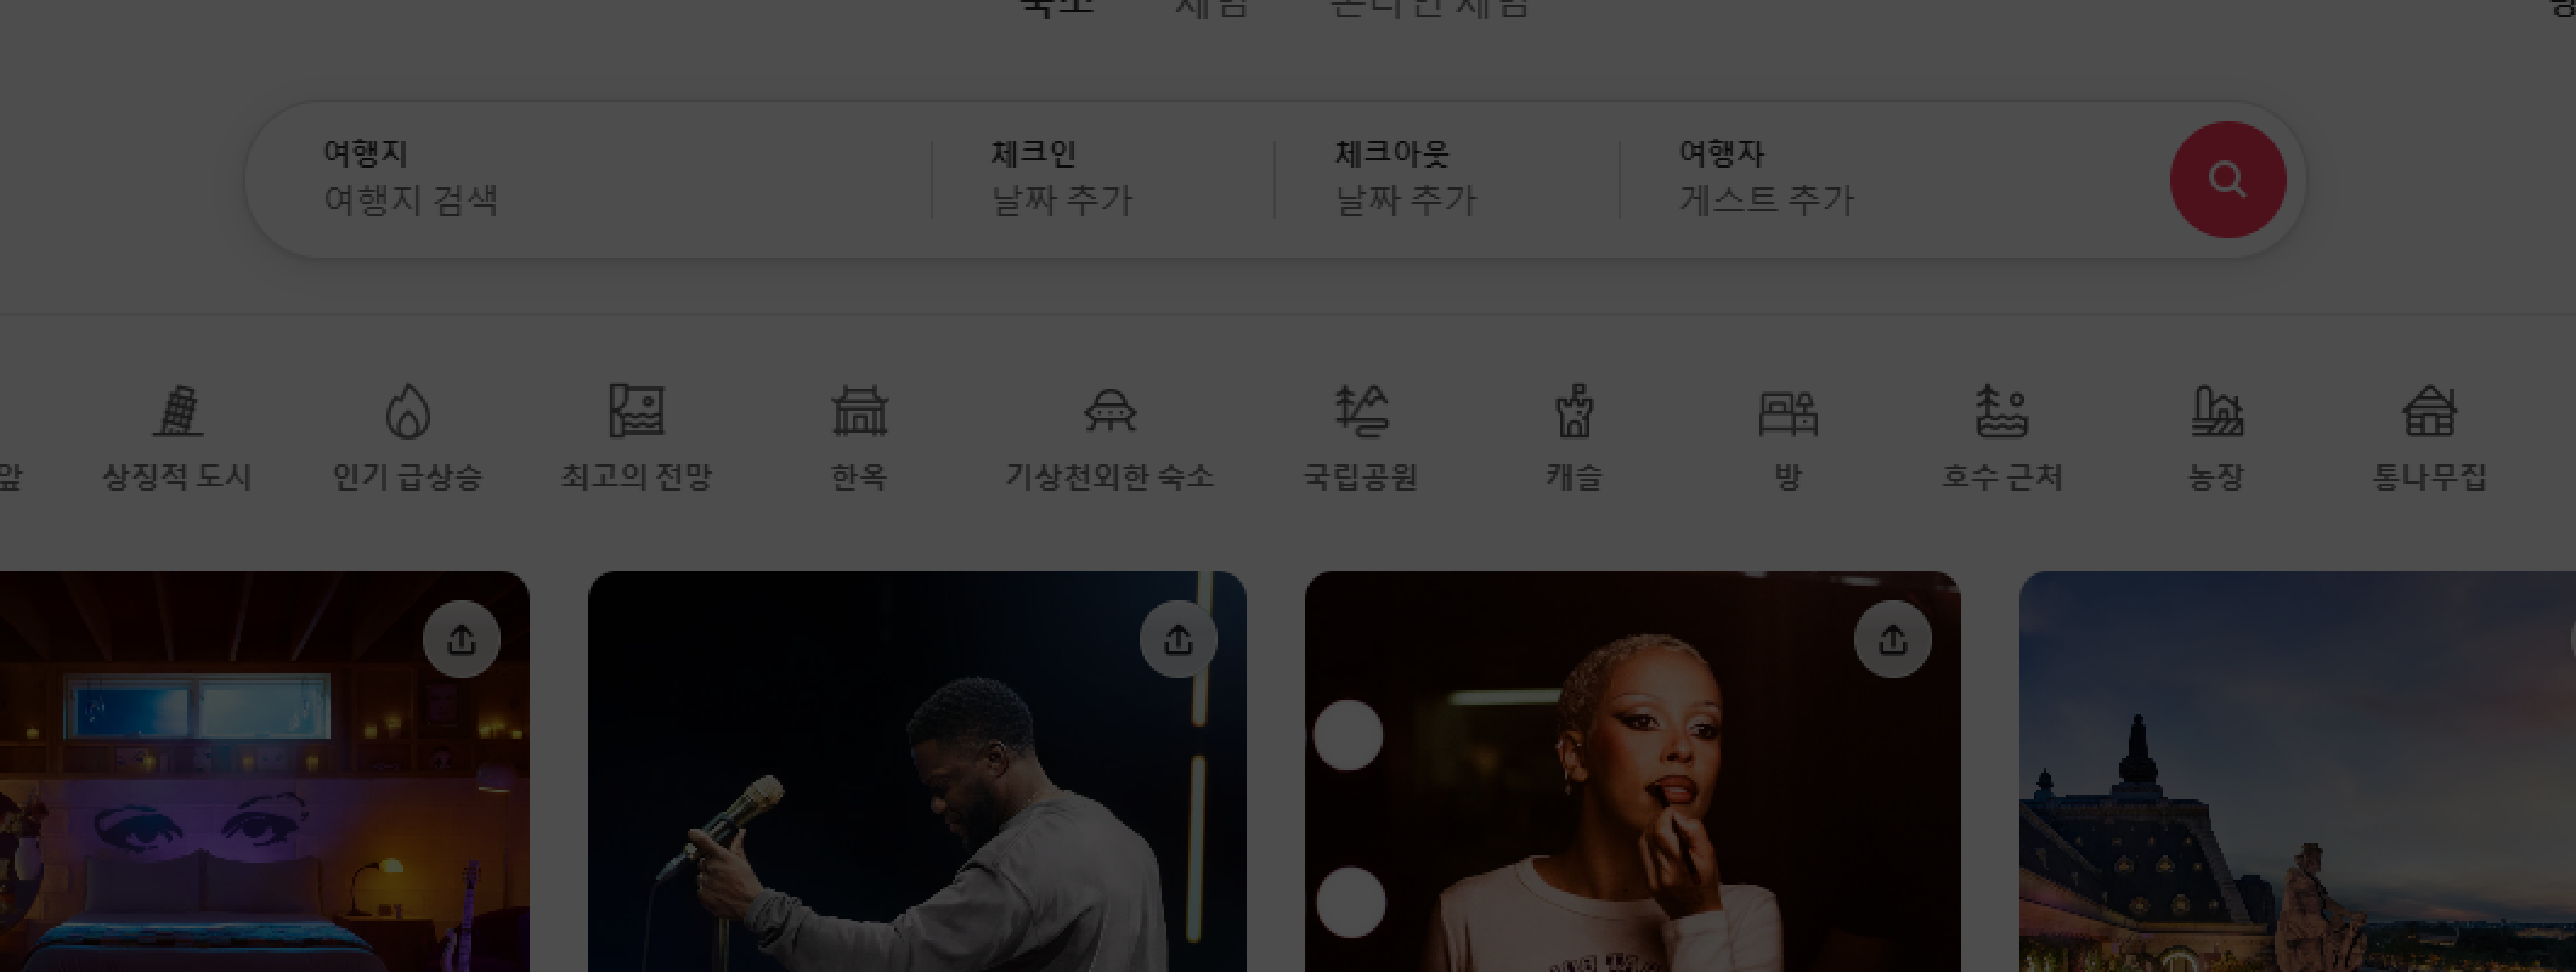 숙소 체험 온라인 체험
여행지 체크인 체크아웃 여행자
여행지 검색 날짜 추가 날짜 추가 게스트 추가
앞 상징적 도시 인기 급상승 최고의 전망 한옥 기상천외한 숙소 국립공원 캐슬 방 호수 근처 농장 통나무집